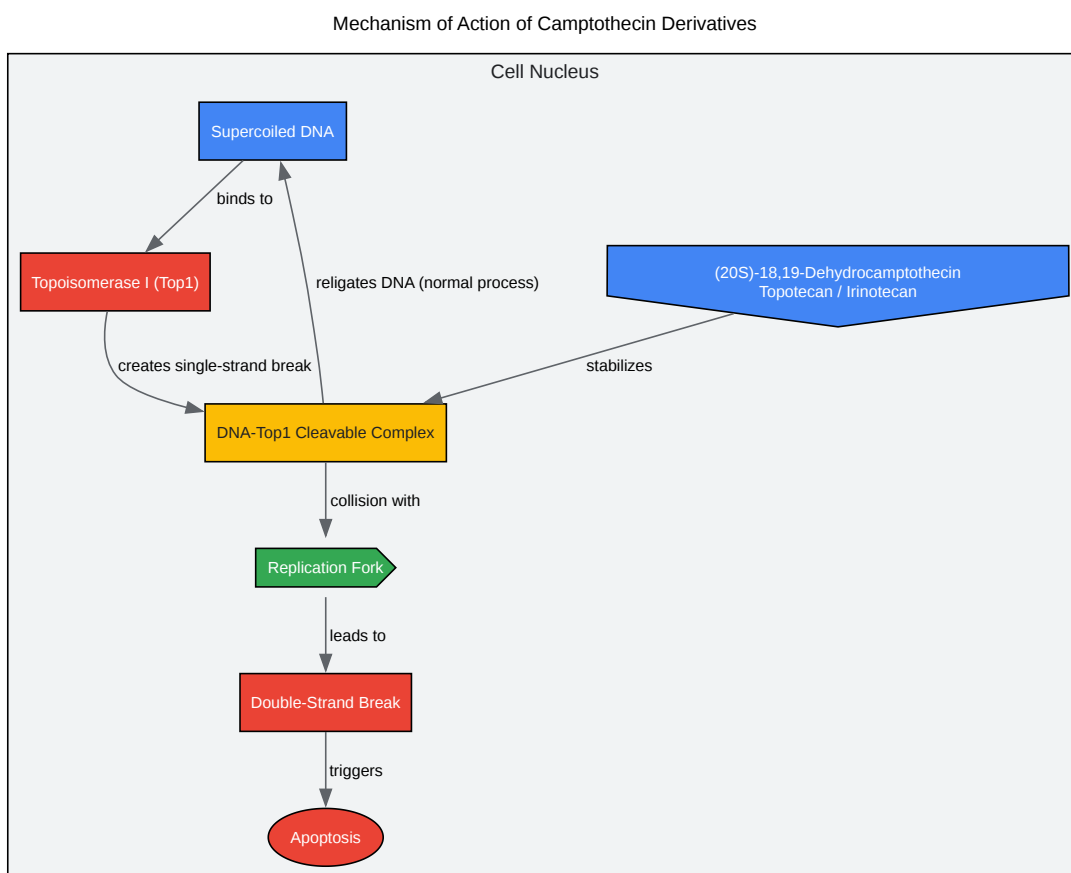 Mechanism of Action of Camptothecin Derivatives
Cell Nucleus
Supercoiled DNA
binds to
Topoisomerase I (Top1)
religates DNA (normal process)
(20S)-18,19-Dehydrocamptothecin
Topotecan / Irinotecan
creates single-strand break
stabilizes
DNA-Top1 Cleavable Complex
collision with
Replication Fork
leads to
Double-Strand Break
triggers
Apoptosis